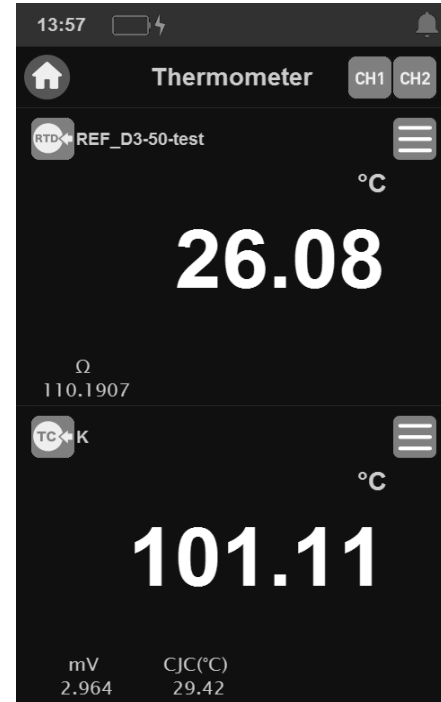 13:57
Thermometer CH1 CH2
RTD REF_D3-50-test
°C
26.08
Ω
110.1907
TC K
°C
101.11
mV CJC(°C)
2.964 29.42